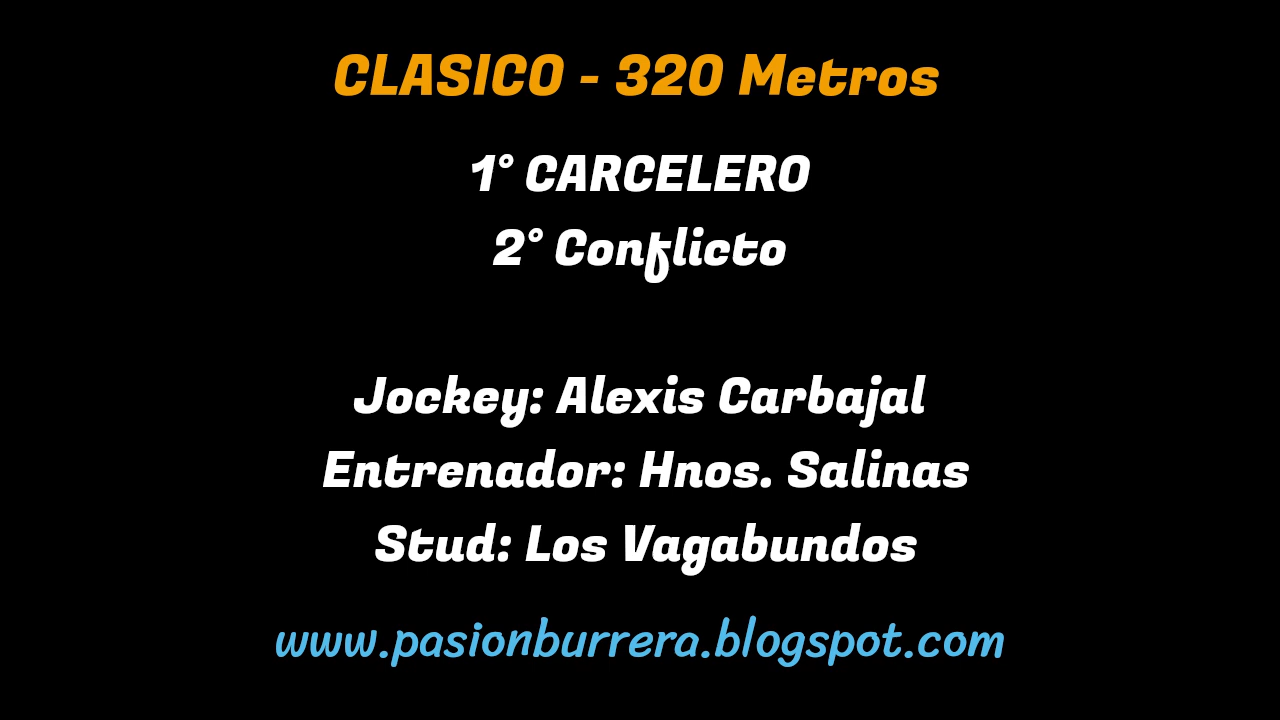 CLASICO - 320 Metros
1° CARCELERO
2° Conflicto
Jockey: Alexis Carbajal
Entrenador: Hnos. Salinas
Stud: Los Vagabundos
www.pasionburrera.blogspot.com